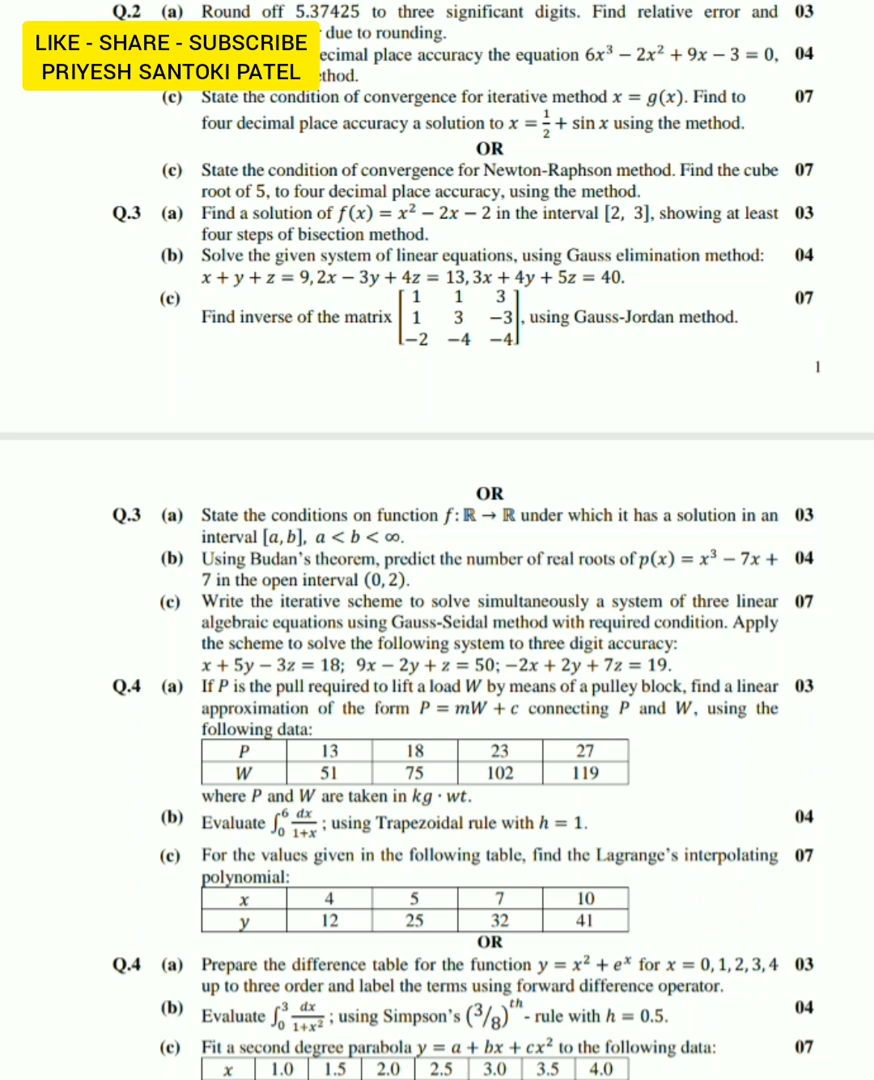 Q.2 (a) Round off 5.37425 to three significant digits. Find relative error and 03
due to rounding.
LIKE - SHARE - SUBSCRIBE
PRIYESH SANTOKI PATEL
ecimal place accuracy the equation 6x³ − 2x² + 9x − 3 = 0, 04
thod.
(c) State the condition of convergence for iterative method x = g(x). Find to 07
four decimal place accuracy a solution to x = 1/2 + sin x using the method.
OR
(c) State the condition of convergence for Newton-Raphson method. Find the cube 07
root of 5, to four decimal place accuracy, using the method.
Q.3 (a) Find a solution of f(x) = x² − 2x − 2 in the interval [2, 3], showing at least 03
four steps of bisection method.
(b) Solve the given system of linear equations, using Gauss elimination method: 04
x + y + z = 9, 2x − 3y + 4z = 13, 3x + 4y + 5z = 40.
(c) 07
1 1 3
Find inverse of the matrix 1 3 −3 , using Gauss-Jordan method.
−2 −4 −4
1
OR
Q.3 (a) State the conditions on function f: ℝ → ℝ under which it has a solution in an 03
interval [a, b], a < b < ∞.
(b) Using Budan's theorem, predict the number of real roots of p(x) = x³ − 7x + 04
7 in the open interval (0, 2).
(c) Write the iterative scheme to solve simultaneously a system of three linear 07
algebraic equations using Gauss-Seidal method with required condition. Apply
the scheme to solve the following system to three digit accuracy:
x + 5y − 3z = 18; 9x − 2y + z = 50; −2x + 2y + 7z = 19.
Q.4 (a) If P is the pull required to lift a load W by means of a pulley block, find a linear 03
approximation of the form P = mW + c connecting P and W, using the
following data:
P 13 18 23 27
W 51 75 102 119
where P and W are taken in kg · wt.
(b) Evaluate ∫₀⁶ dx/(1+x) ; using Trapezoidal rule with h = 1. 04
(c) For the values given in the following table, find the Lagrange's interpolating 07
polynomial:
x 4 5 7 10
y 12 25 32 41
OR
Q.4 (a) Prepare the difference table for the function y = x² + eˣ for x = 0, 1, 2, 3, 4 03
up to three order and label the terms using forward difference operator.
(b) Evaluate ∫₀³ dx/(1+x²) ; using Simpson's (3/8)ᵗʰ- rule with h = 0.5. 04
(c) Fit a second degree parabola y = a + bx + cx² to the following data: 07
x 1.0 1.5 2.0 2.5 3.0 3.5 4.0